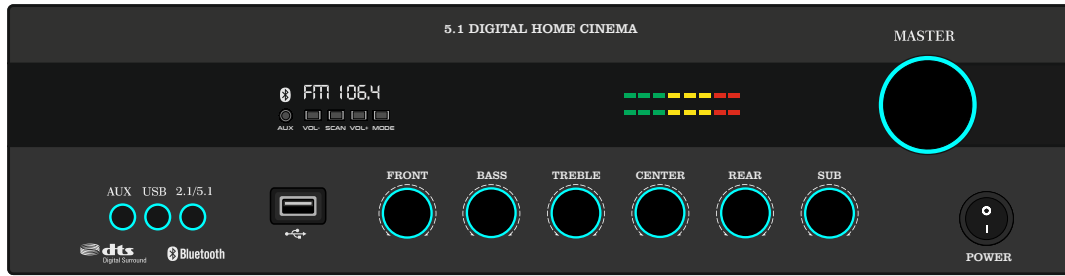 5.1 DIGITAL HOME CINEMA
MASTER
FM 106.4
AUX VOL- SCAN VOL+ MODE
FRONT BASS TREBLE CENTER REAR SUB
AUX USB 2.1/5.1
dts
Digital Surround
Bluetooth
POWER